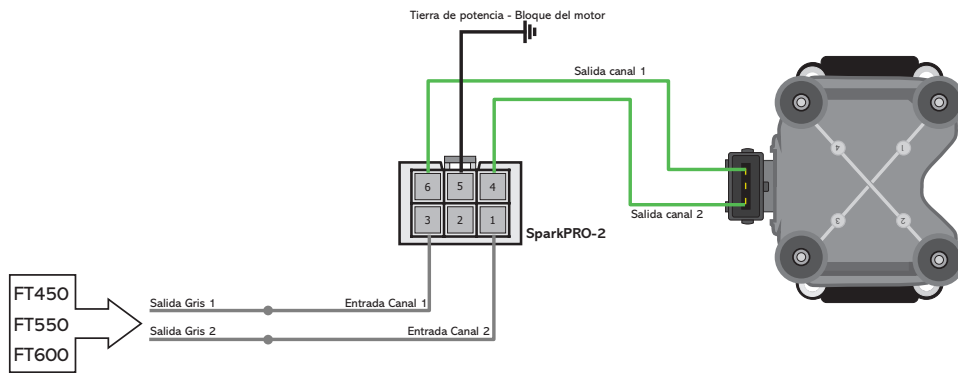 Tierra de potencia - Bloque del motor
Salida canal 1
4
1
6
5
4
3
2
1
3
2
Salida canal 2
SparkPRO-2
FT450
FT550
FT600
Salida Gris 1
Entrada Canal 1
Salida Gris 2
Entrada Canal 2